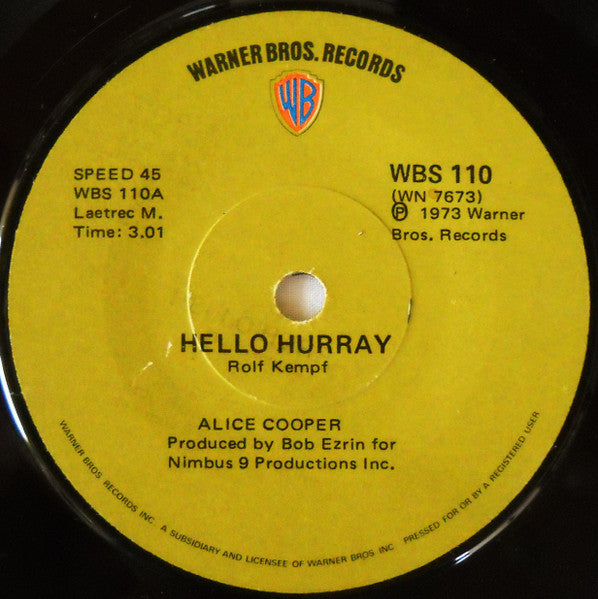 WARNER BROS. RECORDS
WB
SPEED 45
WBS 110A
Laetrec M.
Time: 3.01
WBS 110
(WN 7673)
Ⓟ 1973 Warner
Bros. Records
HELLO HURRAY
Rolf Kempf
ALICE COOPER
Produced by Bob Ezrin for
Nimbus 9 Productions Inc.
WARNER BROS. RECORDS INC. A SUBSIDIARY AND LICENSEE OF WARNER BROS INC. PRESSED FOR OR BY A REGISTERED USER